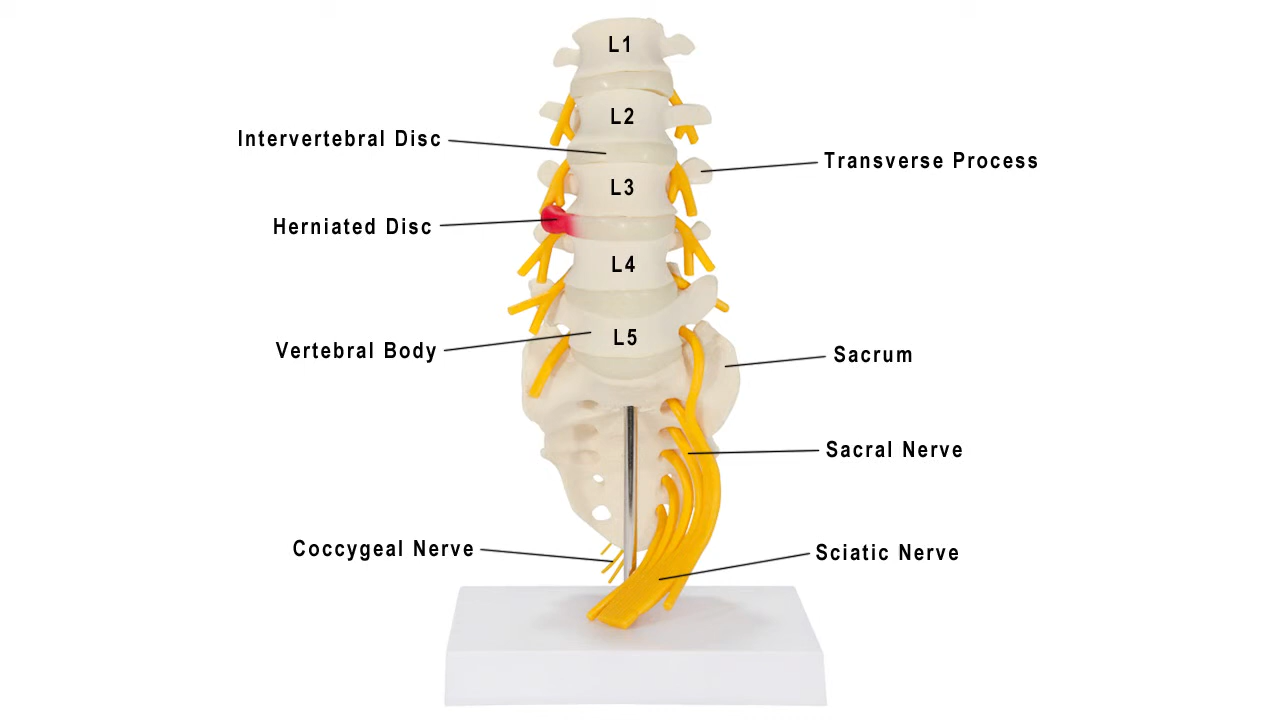 L1
L2
Intervertebral Disc
Transverse Process
L3
Herniated Disc
L4
L5
Vertebral Body
Sacrum
Sacral Nerve
Coccygeal Nerve
Sciatic Nerve